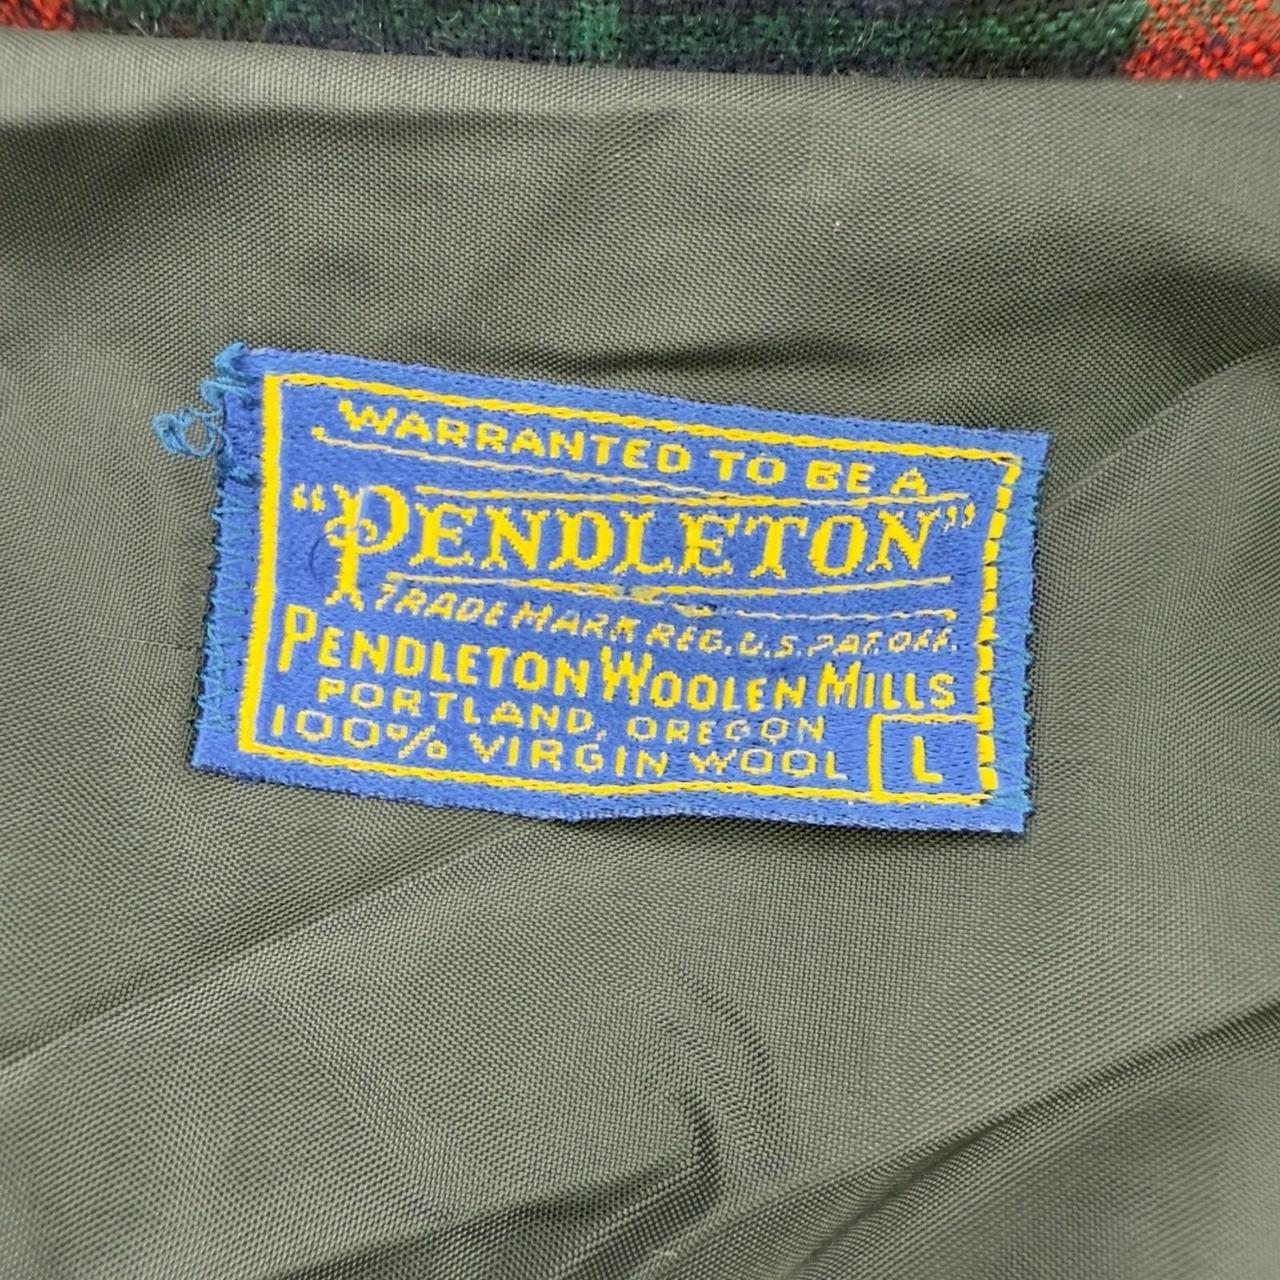 WARRANTED TO BE A
"PENDLETON"
TRADE MARK REG. U.S. PAT. OFF.
PENDLETON WOOLEN MILLS
PORTLAND, OREGON
100% VIRGIN WOOL L